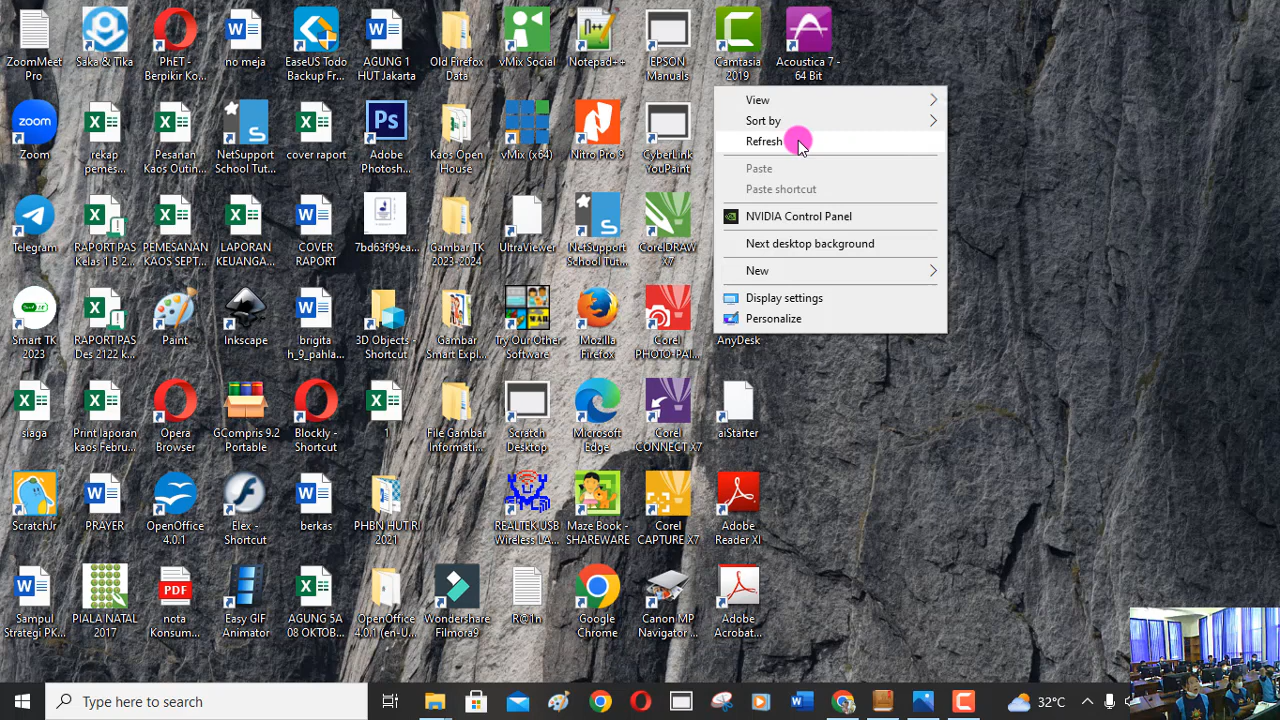 ZoomMeet
Pro
Saka & Tika
PhET -
Berpikir Ko...
no meja
EaseUS Todo
Backup Fr...
AGUNG 1
HUT Jakarta
Old Firefox
Data
vMix Social
Notepad++
EPSON
Manuals
Camtasia
2019
Acoustica 7 -
64 Bit
Zoom
rekap
pemes...
Pesanan
Kaos Outin...
NetSupport
School Tut...
cover raport
Adobe
Photosh...
Kaos Open
House
vMix (x64)
Nitro Pro 9
CyberLink
YouPaint
Telegram
RAPORT PAS
Kelas 1 B 2...
PEMESANAN
KAOS SEPT...
LAPORAN
KEUANGA...
COVER
RAPORT
7bd63f99ea...
Gambar TK
2023-2024
UltraViewer
NetSupport
School Tut...
CorelDRAW
X7
Smart TK
2023
RAPORT PAS
Des 2122 k...
Paint
Inkscape
brigita
h_9_pahla...
3D Objects -
Shortcut
Gambar
Smart Expl...
Try Our Other
Software
Mozilla
Firefox
Corel
PHOTO-PAI...
AnyDesk
siaga
Print laporan
kaos Febru...
Opera
Browser
GCompris 9.2
Portable
Blockly -
Shortcut
1
File Gambar
Informati...
Scratch
Desktop
Microsoft
Edge
Corel
CONNECT X7
aiStarter
ScratchJr
PRAYER
OpenOffice
4.0.1
Elex -
Shortcut
berkas
PHBN HUT RI
2021
REALTEK USB
Wireless LA...
Maze Book -
SHAREWARE
Corel
CAPTURE X7
Adobe
Reader XI
Sampul
Strategi PK...
PIALA NATAL
2017
nota
Konsum...
Easy GIF
Animator
AGUNG 5A
08 OKTOB...
OpenOffice
4.0.1 (en-U...
Wondershare
Filmora9
R@1n
Google
Chrome
Canon MP
Navigator ...
Adobe
Acrobat...
View
Sort by
Refresh
Paste
Paste shortcut
NVIDIA Control Panel
Next desktop background
New
Display settings
Personalize
Type here to search
32°C